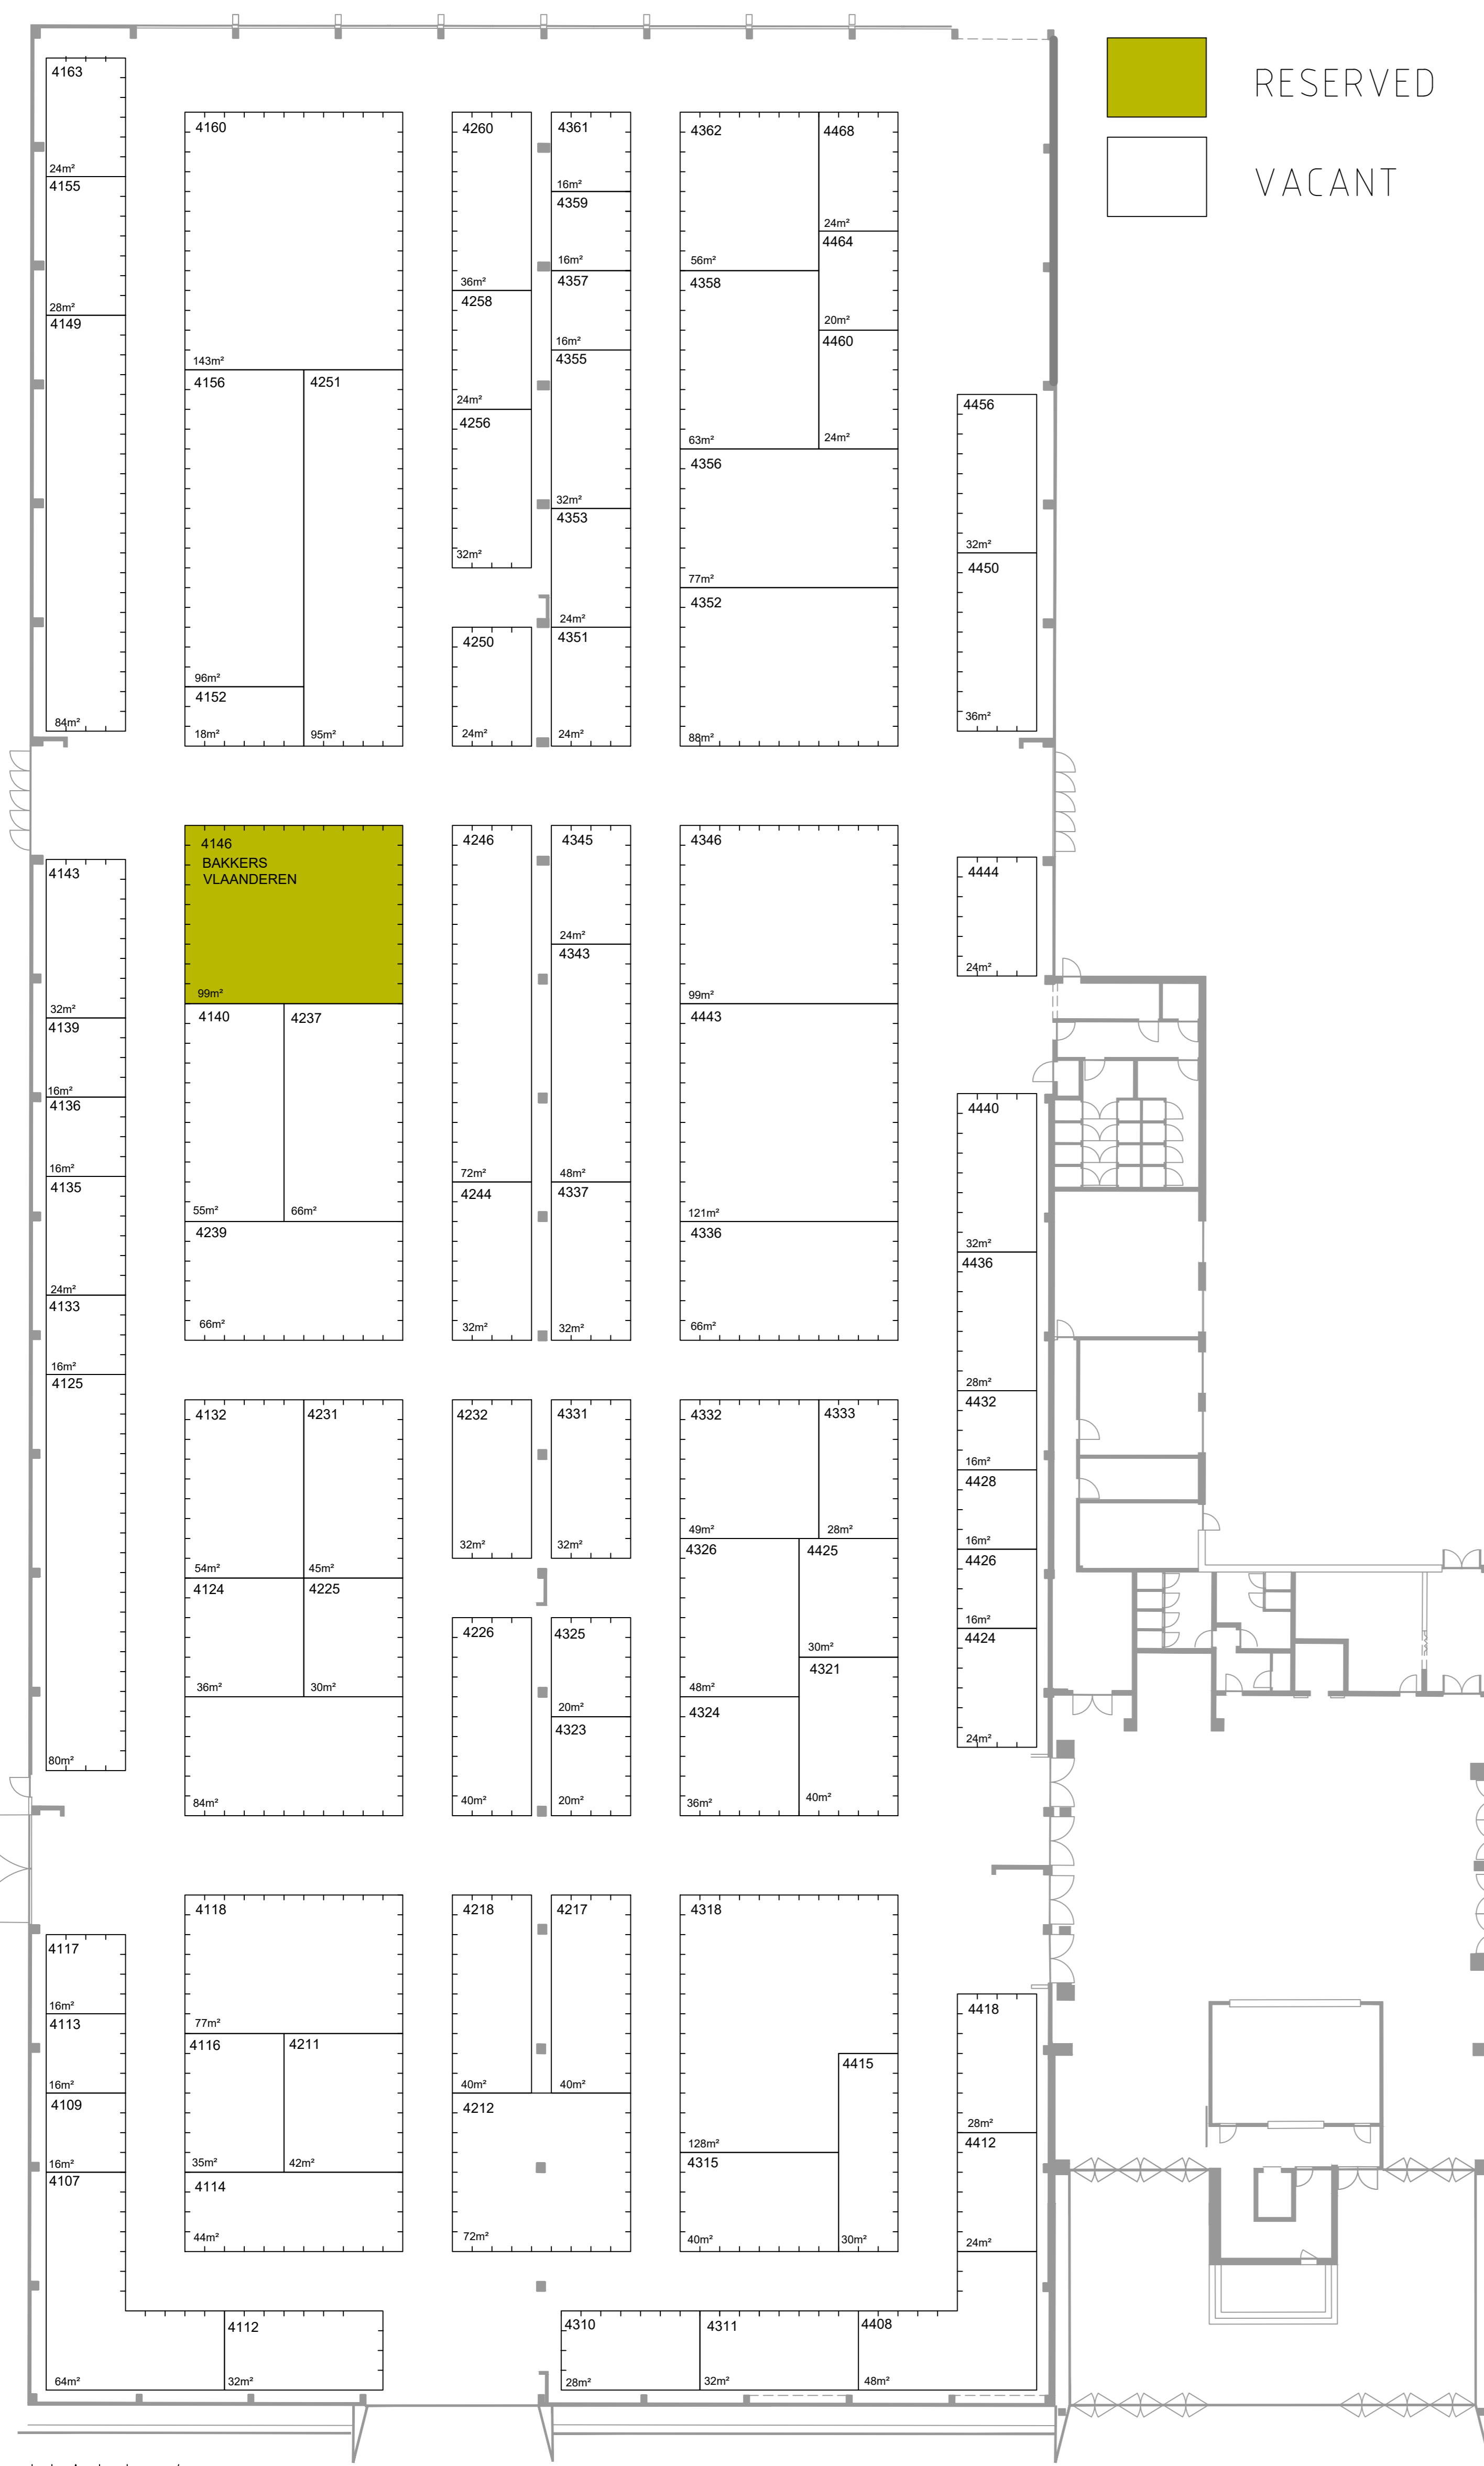 RESERVED
VACANT
4163
24m²
4155
28m²
4149
84m²
4160
143m²
4156
96m²
4152
18m²
4251
95m²
4260
36m²
4258
24m²
4256
32m²
4250
24m²
4361
16m²
4359
16m²
4357
16m²
4355
32m²
4353
24m²
4351
24m²
4362
56m²
4358
63m²
4468
24m²
4464
20m²
4460
24m²
4356
77m²
4352
88m²
4456
32m²
4450
36m²
4143
32m²
4139
16m²
4136
16m²
4135
24m²
4133
16m²
4125
80m²
4146
BAKKERS
VLAANDEREN
99m²
4140
55m²
4237
66m²
4239
66m²
4246
72m²
4244
32m²
4345
24m²
4343
48m²
4337
32m²
4346
99m²
4443
121m²
4336
66m²
4444
24m²
4440
32m²
4436
28m²
4432
16m²
4428
16m²
4426
16m²
4424
24m²
4132
54m²
4231
45m²
4124
36m²
4225
30m²
84m²
4232
32m²
4226
40m²
4331
32m²
4325
20m²
4323
20m²
4332
49m²
4333
28m²
4326
48m²
4425
30m²
4324
36m²
4321
40m²
4117
16m²
4113
16m²
4109
16m²
4107
64m²
4112
32m²
4118
77m²
4116
35m²
4211
42m²
4114
44m²
4218
40m²
4217
40m²
4212
72m²
4318
128m²
4415
30m²
4315
40m²
4418
28m²
4412
24m²
4310
28m²
4311
32m²
4408
48m²